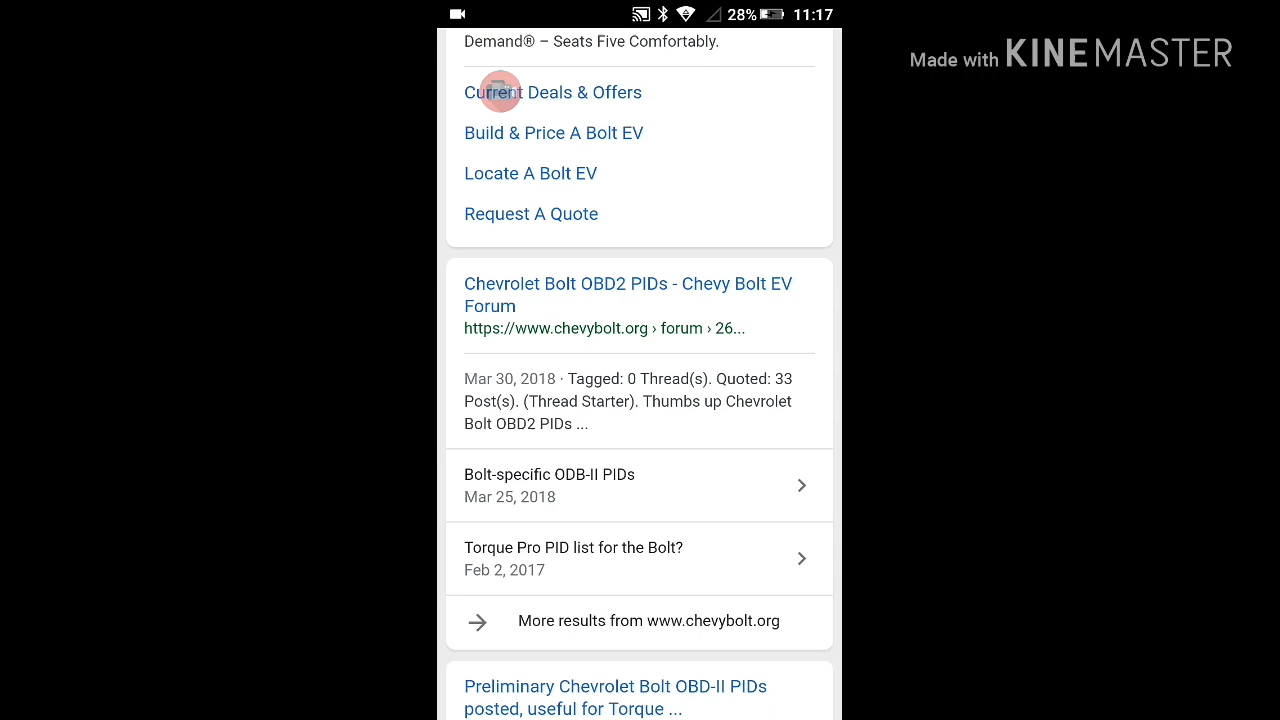 28% 11:17
Made with KINEMASTER
Demand® – Seats Five Comfortably.
Current Deals & Offers
Build & Price A Bolt EV
Locate A Bolt EV
Request A Quote
Chevrolet Bolt OBD2 PIDs - Chevy Bolt EV
Forum
https://www.chevybolt.org › forum › 26...
Mar 30, 2018 · Tagged: 0 Thread(s). Quoted: 33
Post(s). (Thread Starter). Thumbs up Chevrolet
Bolt OBD2 PIDs ...
Bolt-specific ODB-II PIDs
Mar 25, 2018
Torque Pro PID list for the Bolt?
Feb 2, 2017
More results from www.chevybolt.org
Preliminary Chevrolet Bolt OBD-II PIDs
posted, useful for Torque ...